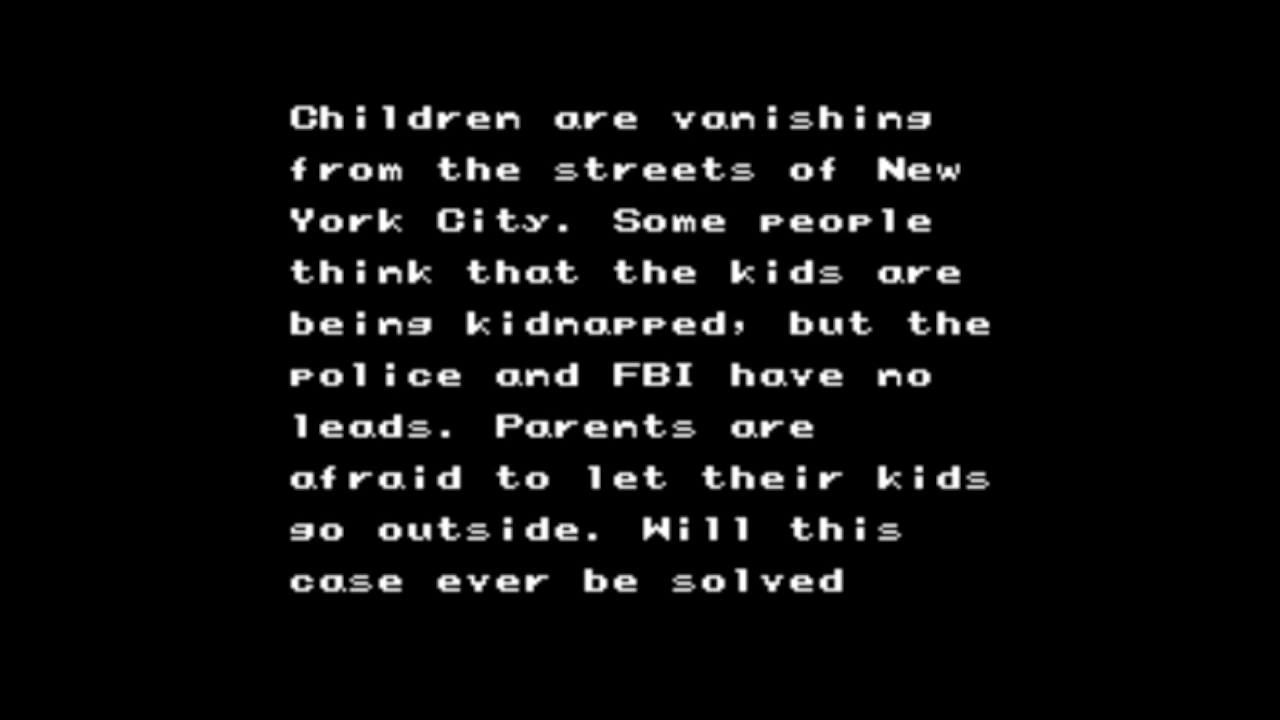 Children are vanishing
from the streets of New
York City. Some people
think that the kids are
being kidnapped, but the
police and FBI have no
leads. Parents are
afraid to let their kids
go outside. Will this
case ever be solved